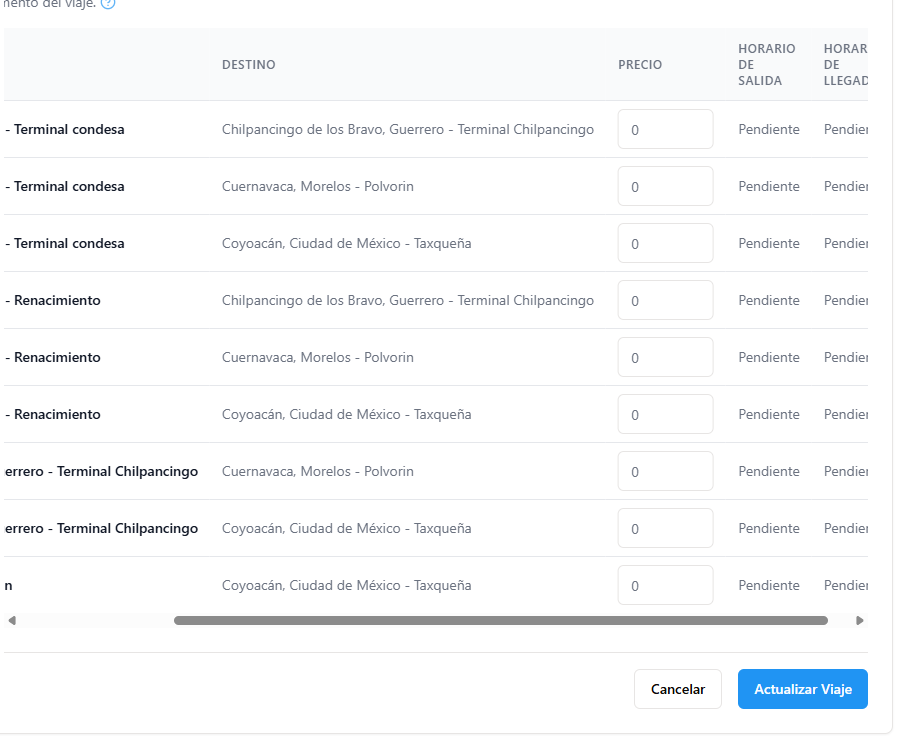 mento del viaje. ?
DESTINO PRECIO HORARIO DE SALIDA HORAR DE LLEGAD
- Terminal condesa Chilpancingo de los Bravo, Guerrero - Terminal Chilpancingo 0 Pendiente Pendier
- Terminal condesa Cuernavaca, Morelos - Polvorin 0 Pendiente Pendier
- Terminal condesa Coyoacán, Ciudad de México - Taxqueña 0 Pendiente Pendier
- Renacimiento Chilpancingo de los Bravo, Guerrero - Terminal Chilpancingo 0 Pendiente Pendier
- Renacimiento Cuernavaca, Morelos - Polvorin 0 Pendiente Pendier
- Renacimiento Coyoacán, Ciudad de México - Taxqueña 0 Pendiente Pendier
errero - Terminal Chilpancingo Cuernavaca, Morelos - Polvorin 0 Pendiente Pendier
errero - Terminal Chilpancingo Coyoacán, Ciudad de México - Taxqueña 0 Pendiente Pendier
n Coyoacán, Ciudad de México - Taxqueña 0 Pendiente Pendier
Cancelar Actualizar Viaje